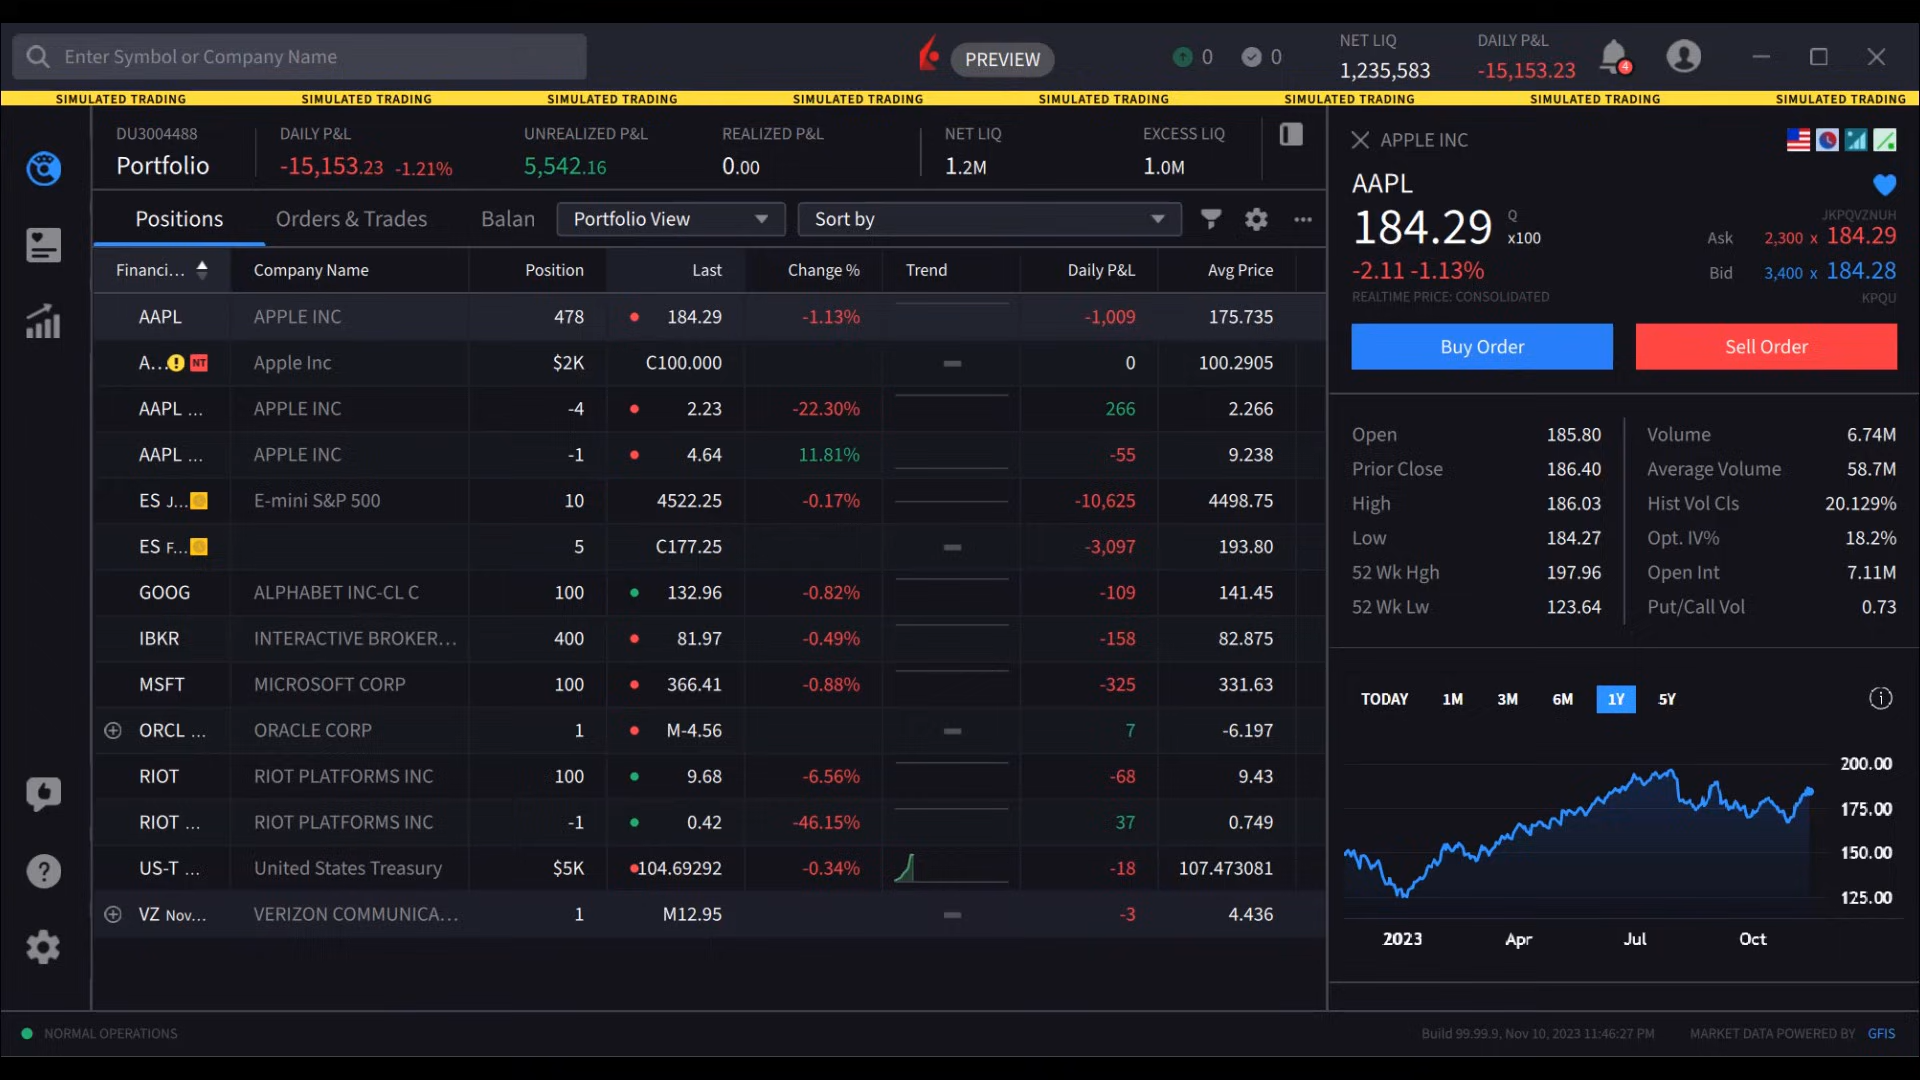 Enter Symbol or Company Name
PREVIEW
0
0
NET LIQ
1,235,583
DAILY P&L
-15,153.23
4
SIMULATED TRADING SIMULATED TRADING SIMULATED TRADING SIMULATED TRADING SIMULATED TRADING SIMULATED TRADING SIMULATED TRADING SIMULATED TRADING
DU3004488
Portfolio
DAILY P&L
-15,153.23 -1.21%
UNREALIZED P&L
5,542.16
REALIZED P&L
0.00
NET LIQ
1.2M
EXCESS LIQ
1.0M
Positions Orders & Trades Balan Portfolio View Sort by
Financi... Company Name Position Last Change % Trend Daily P&L Avg Price
AAPL APPLE INC 478 184.29 -1.13% -1,009 175.735
A... NT Apple Inc $2K C100.000 0 100.2905
AAPL ... APPLE INC -4 2.23 -22.30% 266 2.266
AAPL ... APPLE INC -1 4.64 11.81% -55 9.238
ES J... E-mini S&P 500 10 4522.25 -0.17% -10,625 4498.75
ES F... 5 C177.25 -3,097 193.80
GOOG ALPHABET INC-CL C 100 132.96 -0.82% -109 141.45
IBKR INTERACTIVE BROKER... 400 81.97 -0.49% -158 82.875
MSFT MICROSOFT CORP 100 366.41 -0.88% -325 331.63
ORCL ... ORACLE CORP 1 M-4.56 7 -6.197
RIOT RIOT PLATFORMS INC 100 9.68 -6.56% -68 9.43
RIOT ... RIOT PLATFORMS INC -1 0.42 -46.15% 37 0.749
US-T ... United States Treasury $5K 104.69292 -0.34% -18 107.473081
VZ Nov... VERIZON COMMUNICA... 1 M12.95 -3 4.436
APPLE INC
AAPL
184.29 Q x100
-2.11 -1.13%
REALTIME PRICE: CONSOLIDATED
JKPQVZNUH
Ask 2,300 x 184.29
Bid 3,400 x 184.28
KPQU
Buy Order Sell Order
Open 185.80 Volume 6.74M
Prior Close 186.40 Average Volume 58.7M
High 186.03 Hist Vol Cls 20.129%
Low 184.27 Opt. IV% 18.2%
52 Wk Hgh 197.96 Open Int 7.11M
52 Wk Lw 123.64 Put/Call Vol 0.73
TODAY 1M 3M 6M 1Y 5Y
200.00
175.00
150.00
125.00
2023 Apr Jul Oct
NORMAL OPERATIONS
Build 99.99.9, Nov 10, 2023 11:46:27 PM
MARKET DATA POWERED BY GFIS